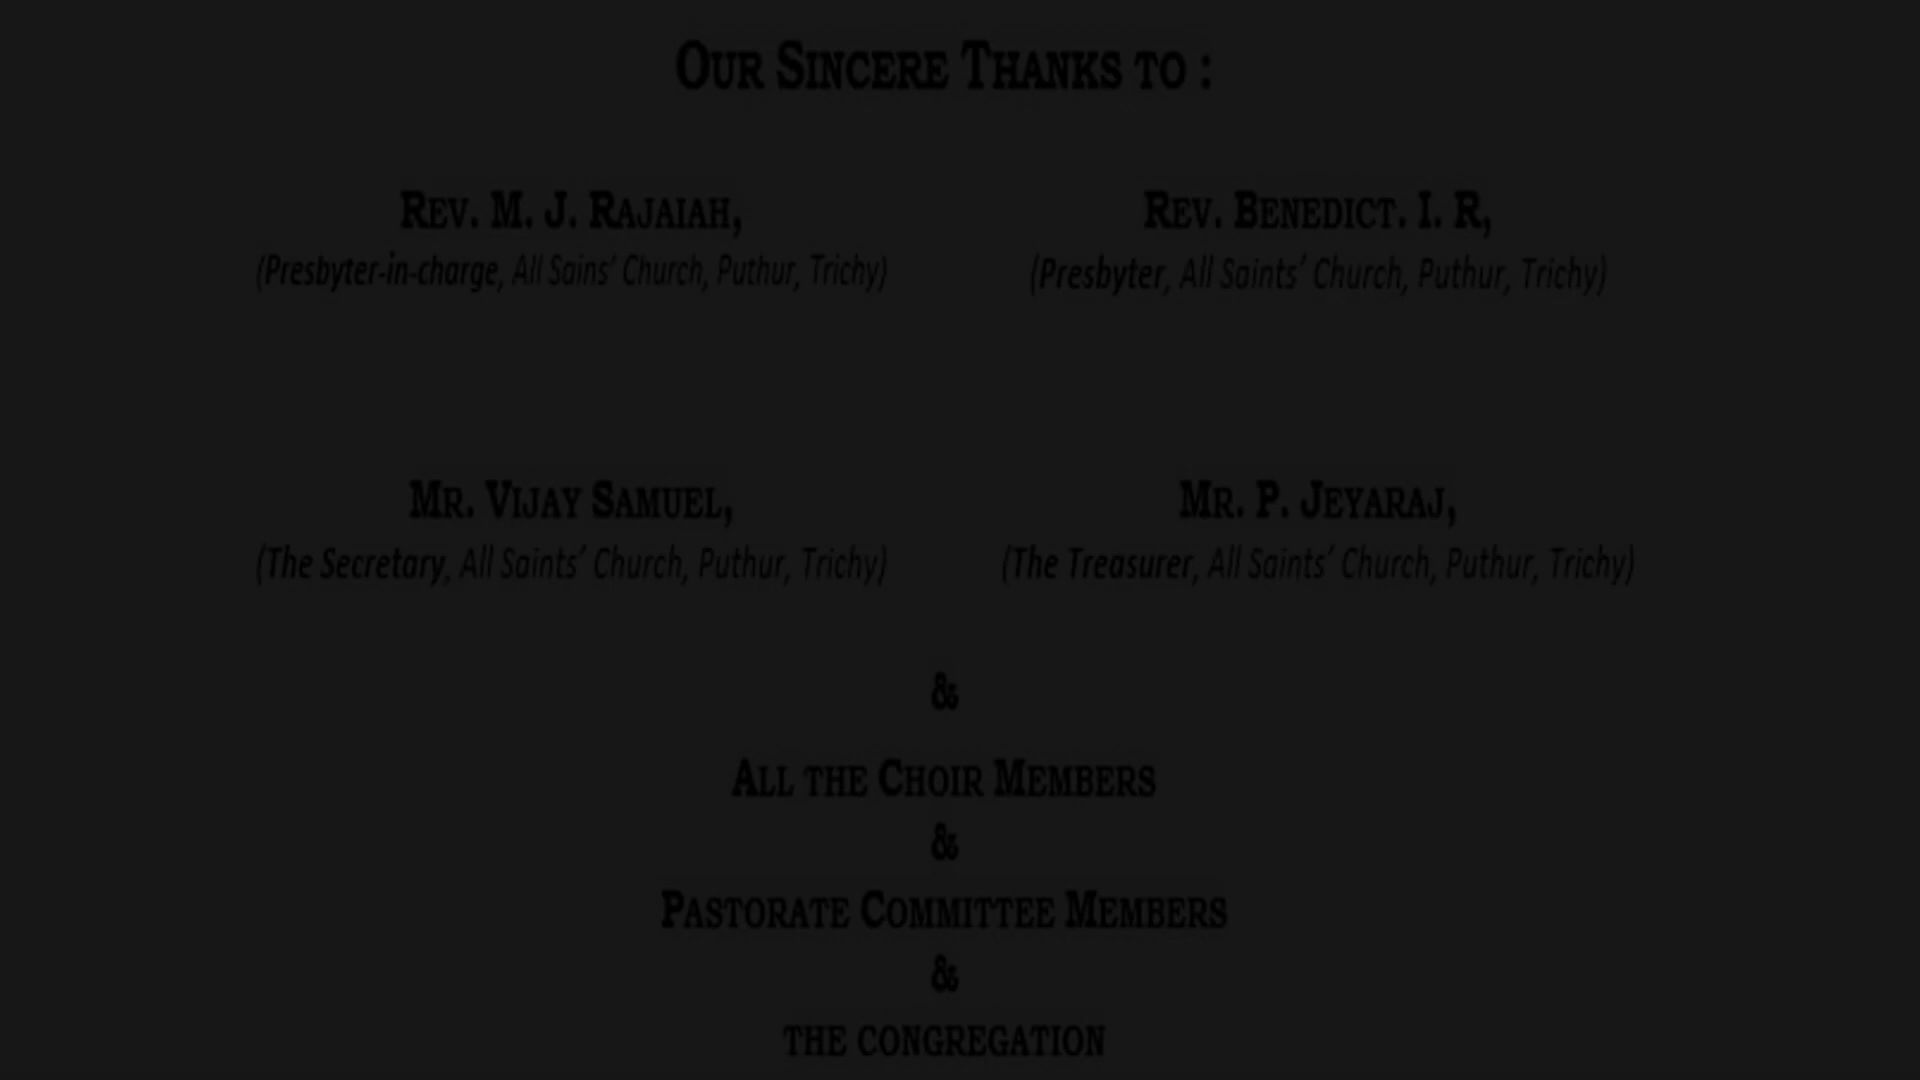 OUR SINCERE THANKS TO :
REV. M. J. RAJAIAH,
(Presbyter-in-charge, All Sains' Church, Puthur, Trichy)
REV. BENEDICT. I. R,
(Presbyter, All Saints' Church, Puthur, Trichy)
MR. VIJAY SAMUEL,
(The Secretary, All Saints' Church, Puthur, Trichy)
MR. P. JEYARAJ,
(The Treasurer, All Saints' Church, Puthur, Trichy)
&
ALL THE CHOIR MEMBERS
&
PASTORATE COMMITTEE MEMBERS
&
THE CONGREGATION